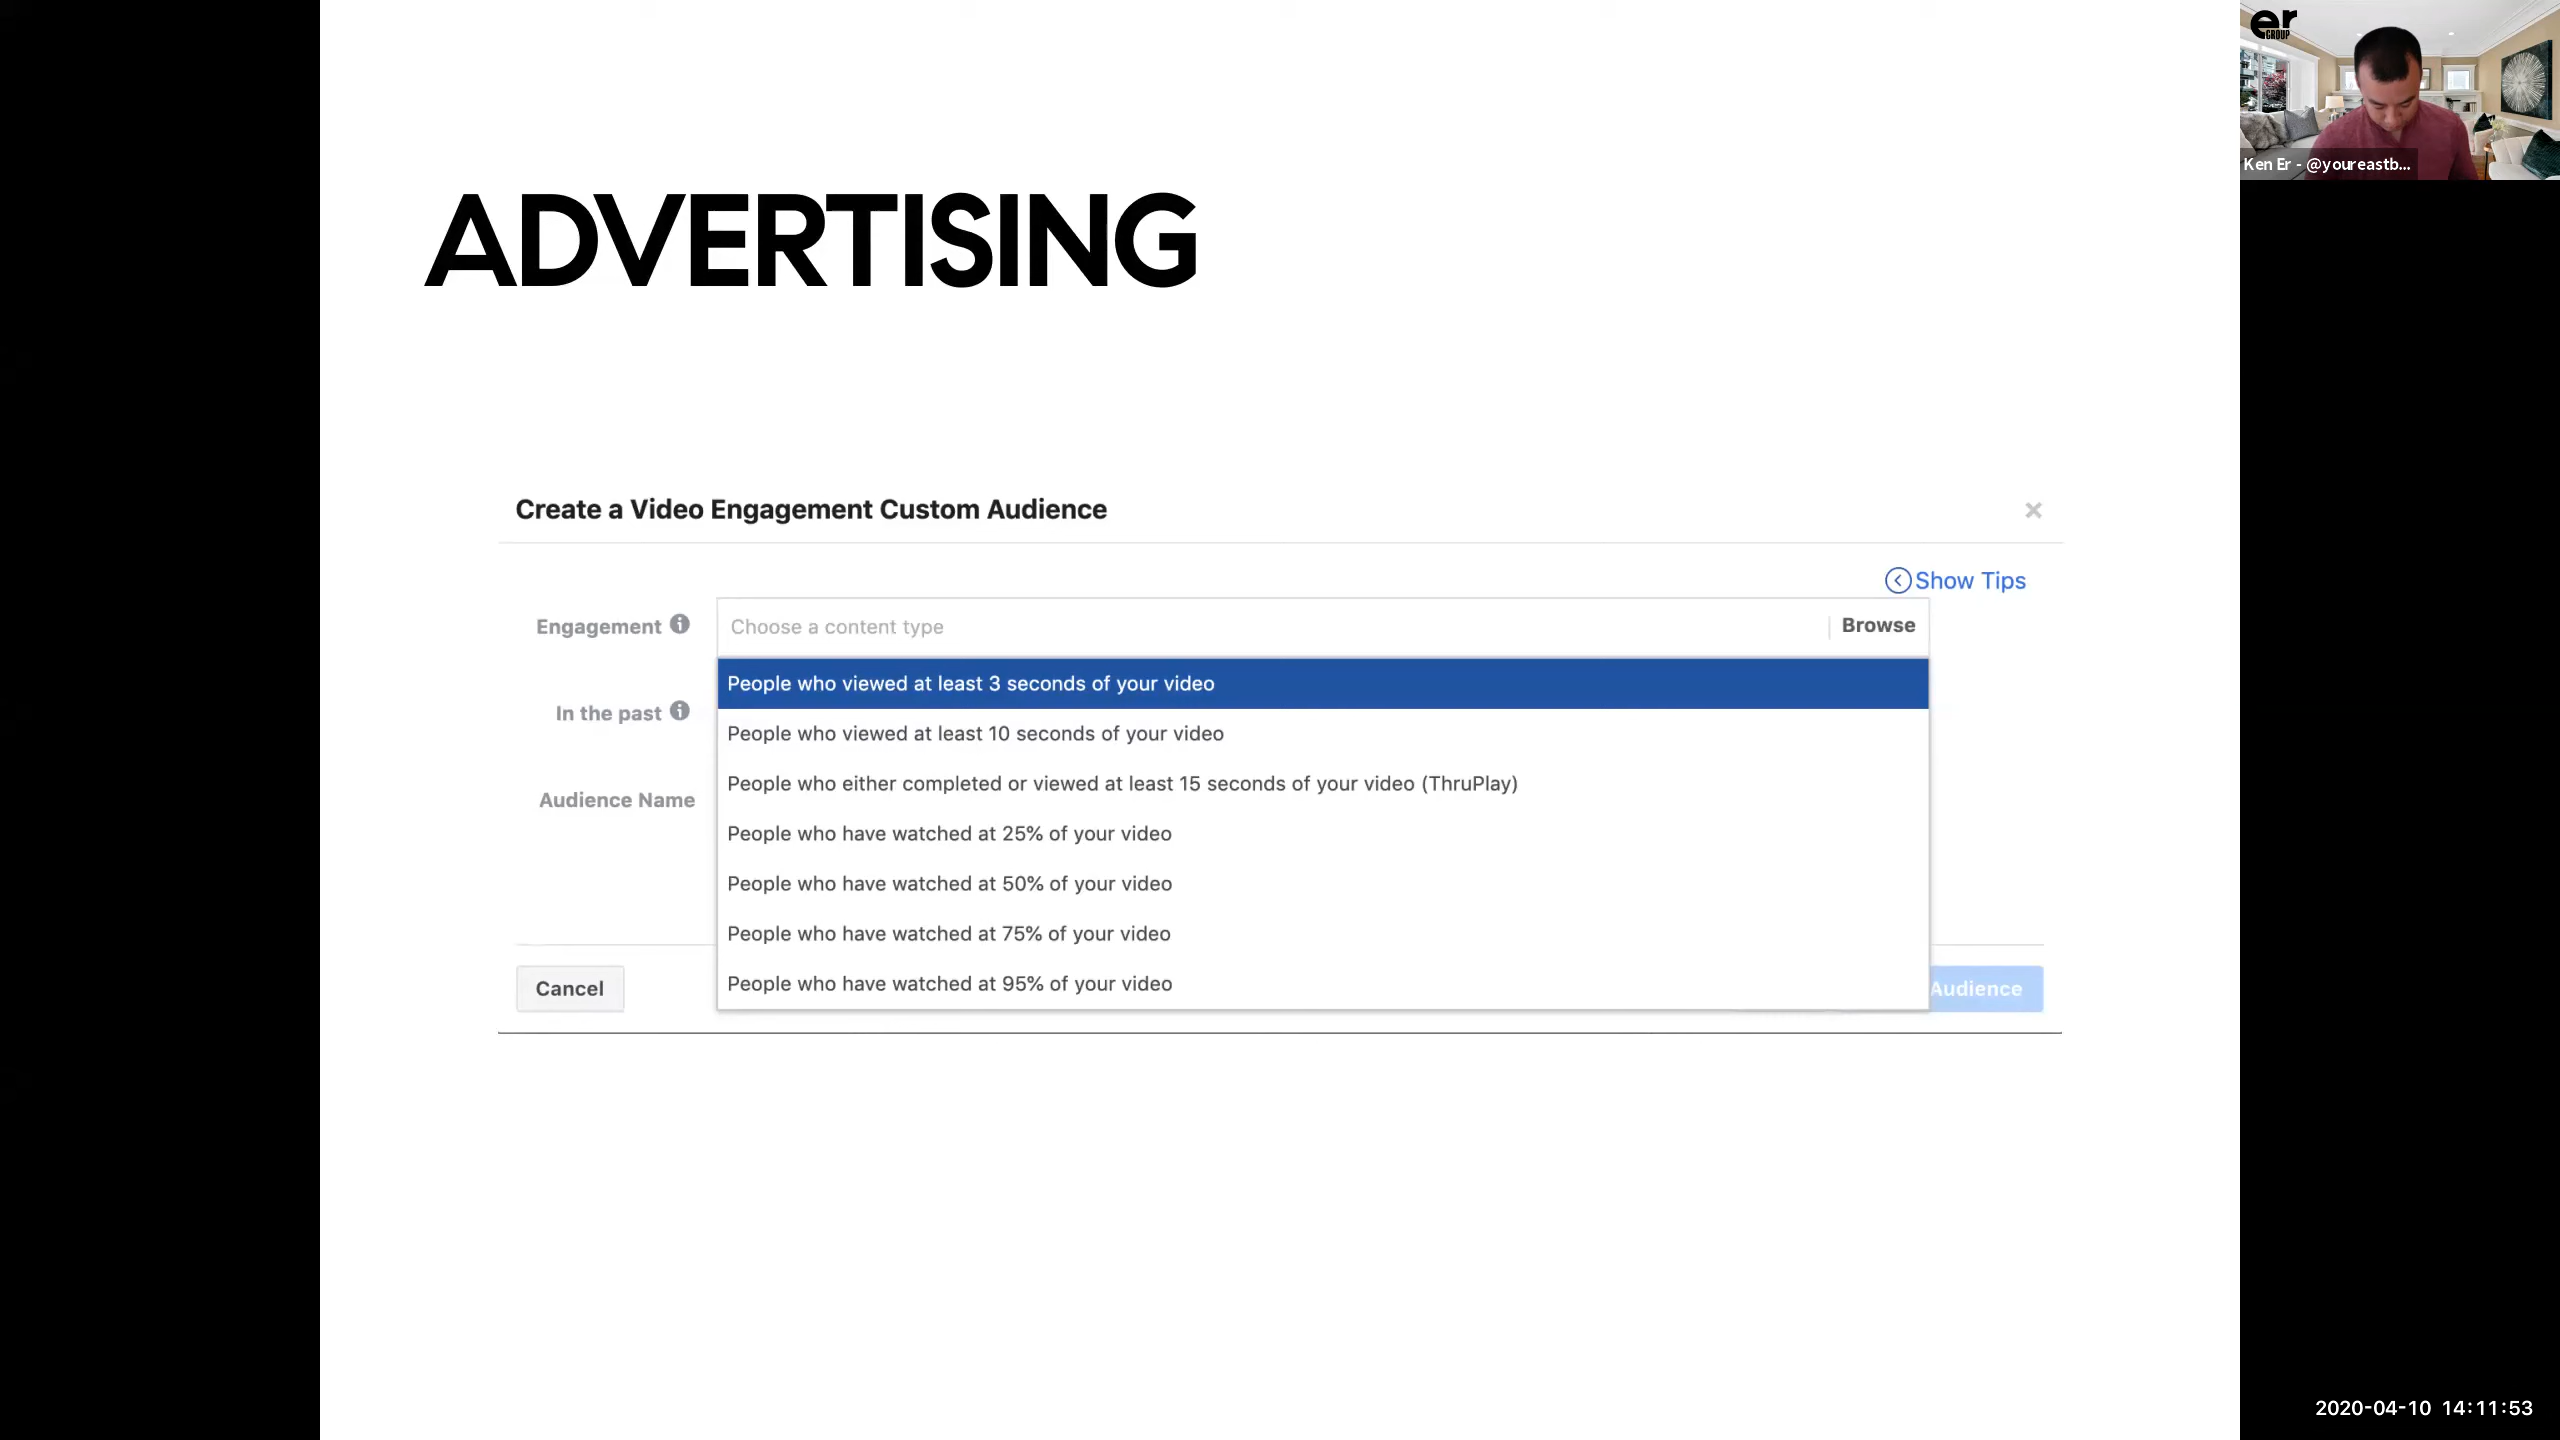 er
GROUP
Ken Er - @youreastb...
ADVERTISING
Create a Video Engagement Custom Audience
Show Tips
Engagement
Choose a content type
Browse
People who viewed at least 3 seconds of your video
In the past
People who viewed at least 10 seconds of your video
People who either completed or viewed at least 15 seconds of your video (ThruPlay)
Audience Name
People who have watched at 25% of your video
People who have watched at 50% of your video
People who have watched at 75% of your video
People who have watched at 95% of your video
Cancel
Audience
2020-04-10 14:11:53